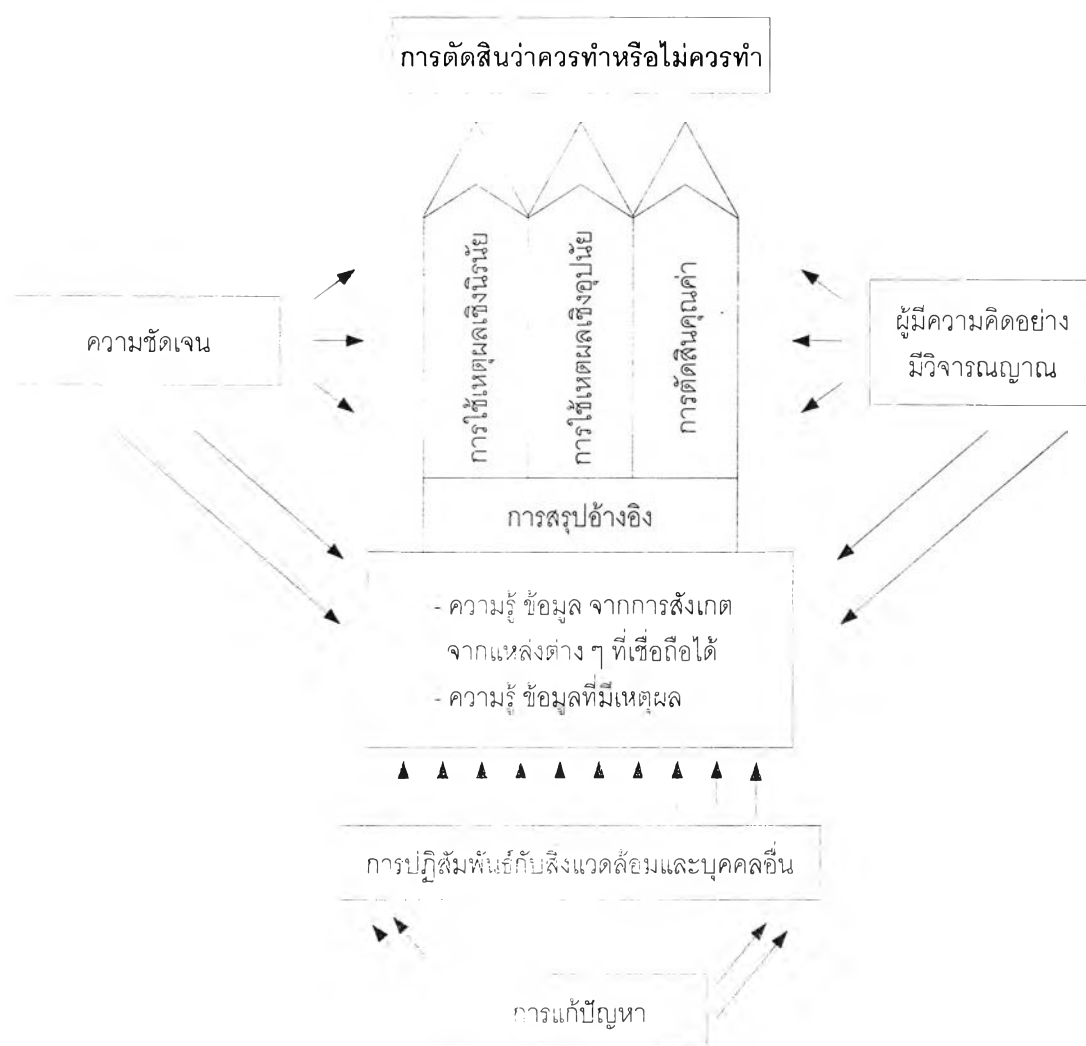 การตัดสินว่าควรทำหรือไม่ควรทำ
การใช้เหตุผลเชิงนิรนัย
การใช้เหตผลเชิงอุปนัย
การตัดสินคุณค่า
ความชัดเจน
ผู้มีความคิดอย่าง
มีวิจารณญาณ
การสรุปอ้างอิง
- ความรู้ ข้อมูล จากการสังเกต
จากแหล่งต่าง ๆ ที่เชื่อถือได้
- ความรู้ ข้อมูลที่มีเหตุผล
การปฏิสัมพันธ์กับสิ่งแวดล้อมและบุคคลอื่น
การแก้ปัญหา